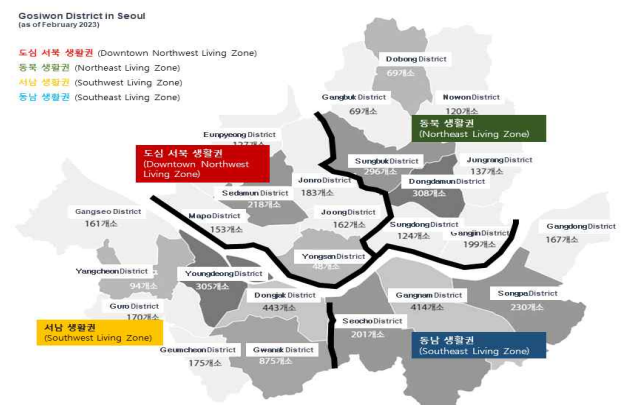 Gosiwon District in Seoul
(as of February 2023)
도심 서북 생활권 (Downtown Northwest Living Zone)
동북 생활권 (Northeast Living Zone)
서남 생활권 (Southwest Living Zone)
동남 생활권 (Southeast Living Zone)
Dobong District
69개소
Gangbuk District
69개소
Nowon District
120개소
동북 생활권
(Northeast Living Zone)
Eunpyeong District
127개소
도심 서북 생활권
(Downtown Northwest
Living Zone)
Sungbuk District
296개소
Jungrang District
137개소
Jonro District
183개소
Dongdemun District
308개소
Sedemun District
218개소
Gangseo District
161개소
Mapo District
153개소
Joong District
162개소
Sungdong District
124개소
Gangjin District
199개소
Gangdong District
167개소
Yongsan District
48개소
Yangcheon District
94개소
Youngdeong District
305개소
Dongjak District
443개소
Gangnam District
414개소
Songpa District
230개소
Guro District
170개소
서남 생활권
(Southwest Living Zone)
Seocho District
201개소
동남 생활권
(Southeast Living Zone)
Geumcheon District
175개소
Gwanak District
875개소